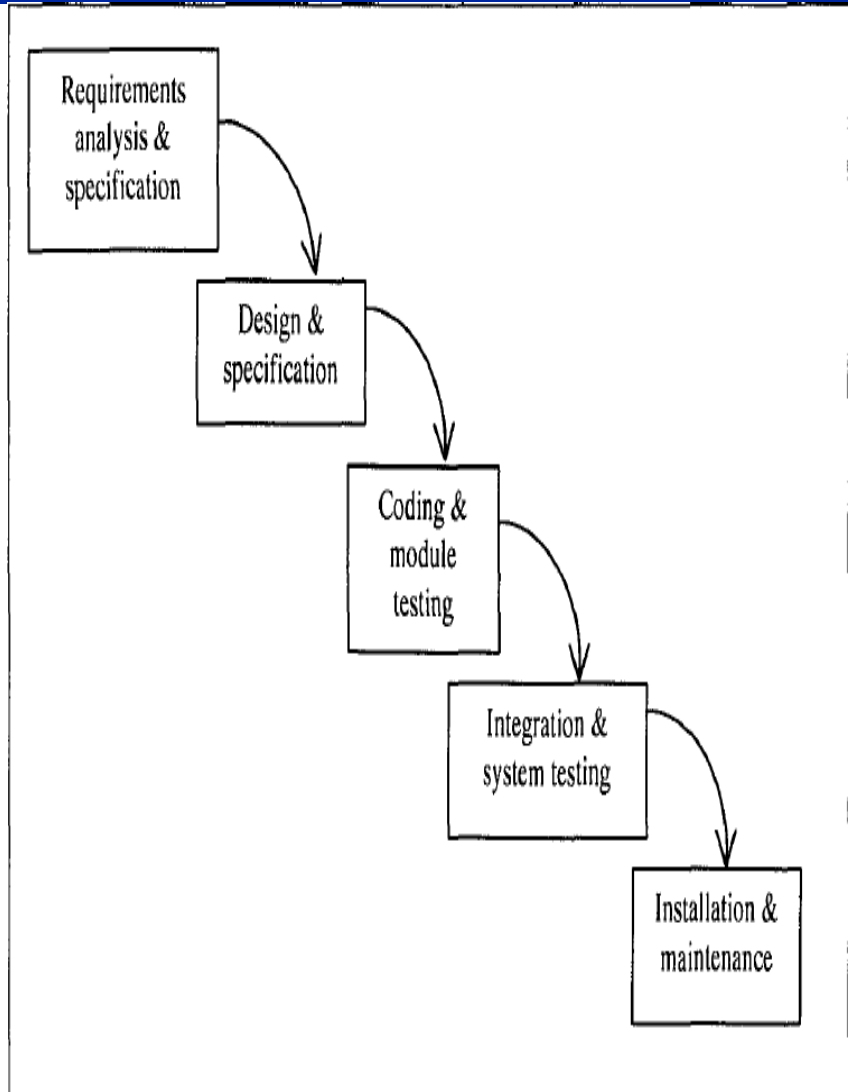 Requirements
analysis &
specification
Design &
specification
Coding &
module
testing
Integration &
system testing
Installation &
maintenance